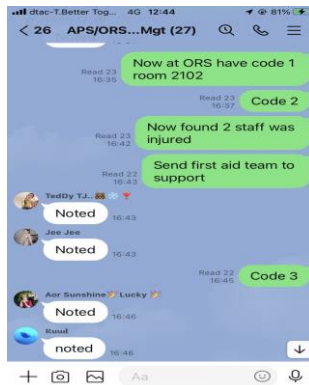 dtac-T.Better Tog... 4G 12:44 81%
26 APS/ORS...Mgt (27)
Now at ORS have code 1
room 2102
Read 23
16:35
Code 2
Read 23
16:37
Now found 2 staff was
injured
Read 23
16:42
Send first aid team to
support
Read 22
16:43
TedDy TJ..
Noted
16:43
Jee Jee
Noted
16:43
Code 3
Read 22
16:45
Aor Sunshine Lucky
Noted
16:46
noted
16:46
Aa